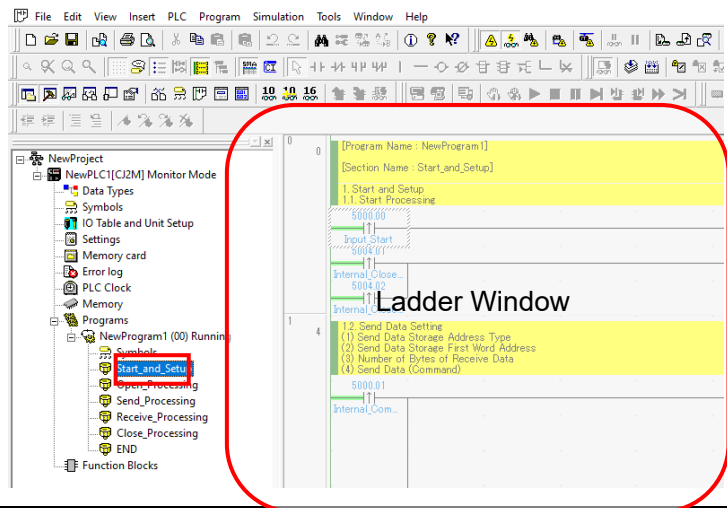 File Edit View Insert PLC Program Simulation Tools Window Help
10 10 16
NewProject
NewPLC1[CJ2M] Monitor Mode
Data Types
Symbols
IO Table and Unit Setup
Settings
Memory card
Error log
PLC Clock
Memory
Programs
NewProgram1 (00) Running
Symbols
Start_and_Setup
Open_Processing
Send_Processing
Receive_Processing
Close_Processing
END
Function Blocks
0
0
[Program Name : NewProgram1]
[Section Name : Start_and_Setup]
1. Start and Setup
1.1. Start Processing
5000.00
Input_Start
5004.01
Internal_Close...
5004.02
Internal_Close...
Ladder Window
1
4
1.2. Send Data Setting
(1) Send Data Storage Address Type
(2) Send Data Storage First Word Address
(3) Number of Bytes of Receive Data
(4) Send Data (Command)
5000.01
Internal_Com...